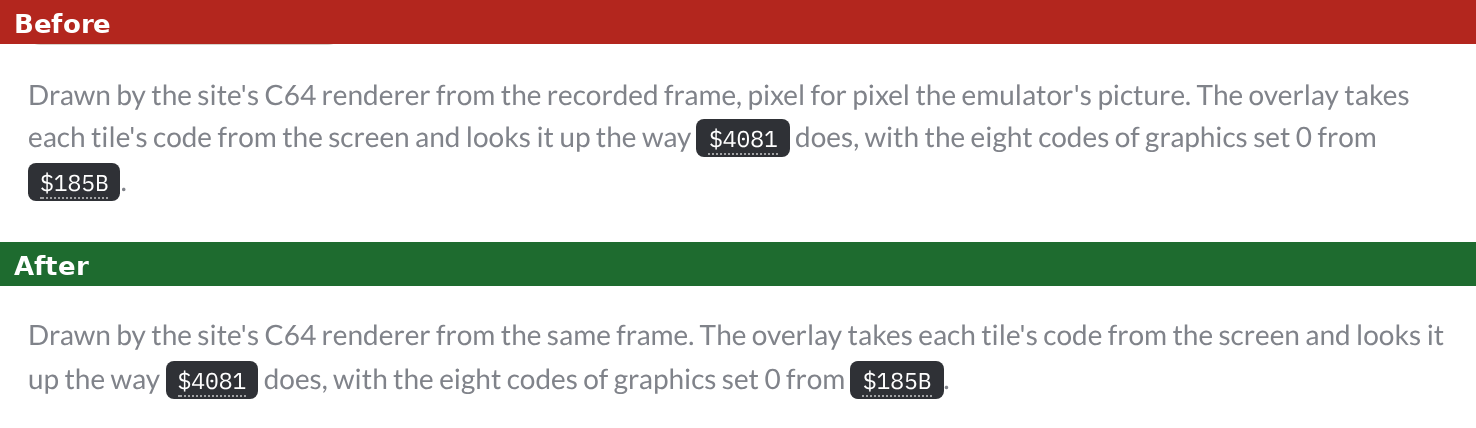 Before
Drawn by the site's C64 renderer from the recorded frame, pixel for pixel the emulator's picture. The overlay takes
each tile's code from the screen and looks it up the way $4081 does, with the eight codes of graphics set 0 from
$185B.
After
Drawn by the site's C64 renderer from the same frame. The overlay takes each tile's code from the screen and looks it
up the way $4081 does, with the eight codes of graphics set 0 from $185B.